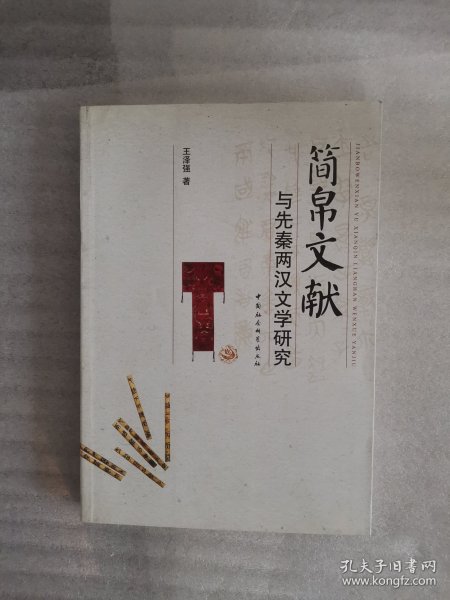 简帛文献
与先秦两汉文学研究
JIANBOWENXIAN YU XIANQIN LIANGHAN WENXUE YANJIU
王泽强 著
中国社会科学出版社
孔夫子旧书网
www.kongfz.com